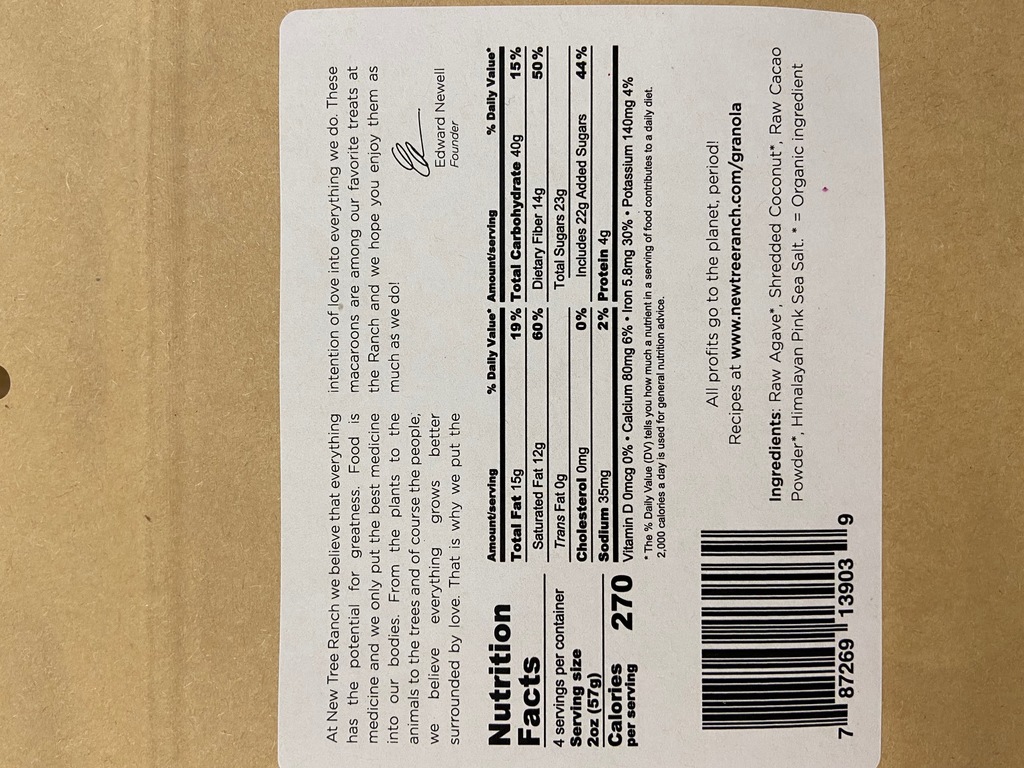 At New Tree Ranch we believe that everything
has the potential for greatness. Food is
medicine and we only put the best medicine
into our bodies. From the plants to the
animals to the trees and of course the people,
we believe everything grows better
surrounded by love. That is why we put the
intention of love into everything we do. These
macaroons are among our favorite treats at
the Ranch and we hope you enjoy them as
much as we do!
Edward Newell
Founder
Nutrition
Facts
4 servings per container
Serving size
2oz (57g)
Calories 270
per serving
Amount/serving % Daily Value*
Total Fat 15g 19%
Saturated Fat 12g 60%
Trans Fat 0g
Cholesterol 0mg 0%
Sodium 35mg 2%
Amount/serving % Daily Value*
Total Carbohydrate 40g 15%
Dietary Fiber 14g 50%
Total Sugars 23g
Includes 22g Added Sugars 44%
Protein 4g
Vitamin D 0mcg 0% • Calcium 80mg 6% • Iron 5.8mg 30% • Potassium 140mg 4%
* The % Daily Value (DV) tells you how much a nutrient in a serving of food contributes to a daily diet.
2,000 calories a day is used for general nutrition advice.
All profits go to the planet, period!
Recipes at www.newtreeranch.com/granola
Ingredients: Raw Agave*, Shredded Coconut*, Raw Cacao
Powder*, Himalayan Pink Sea Salt. * = Organic ingredient
7 87269 13903 9